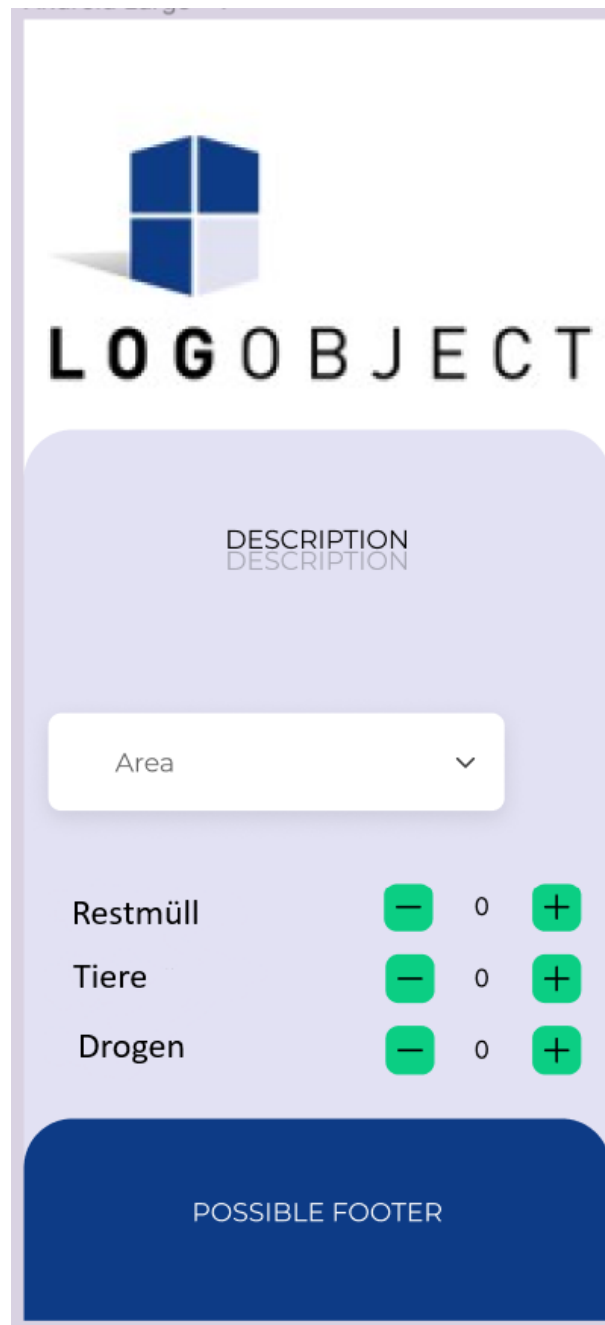 LOGOBJECT
DESCRIPTION
DESCRIPTION
Area
Restmüll 0
Tiere 0
Drogen 0
POSSIBLE FOOTER